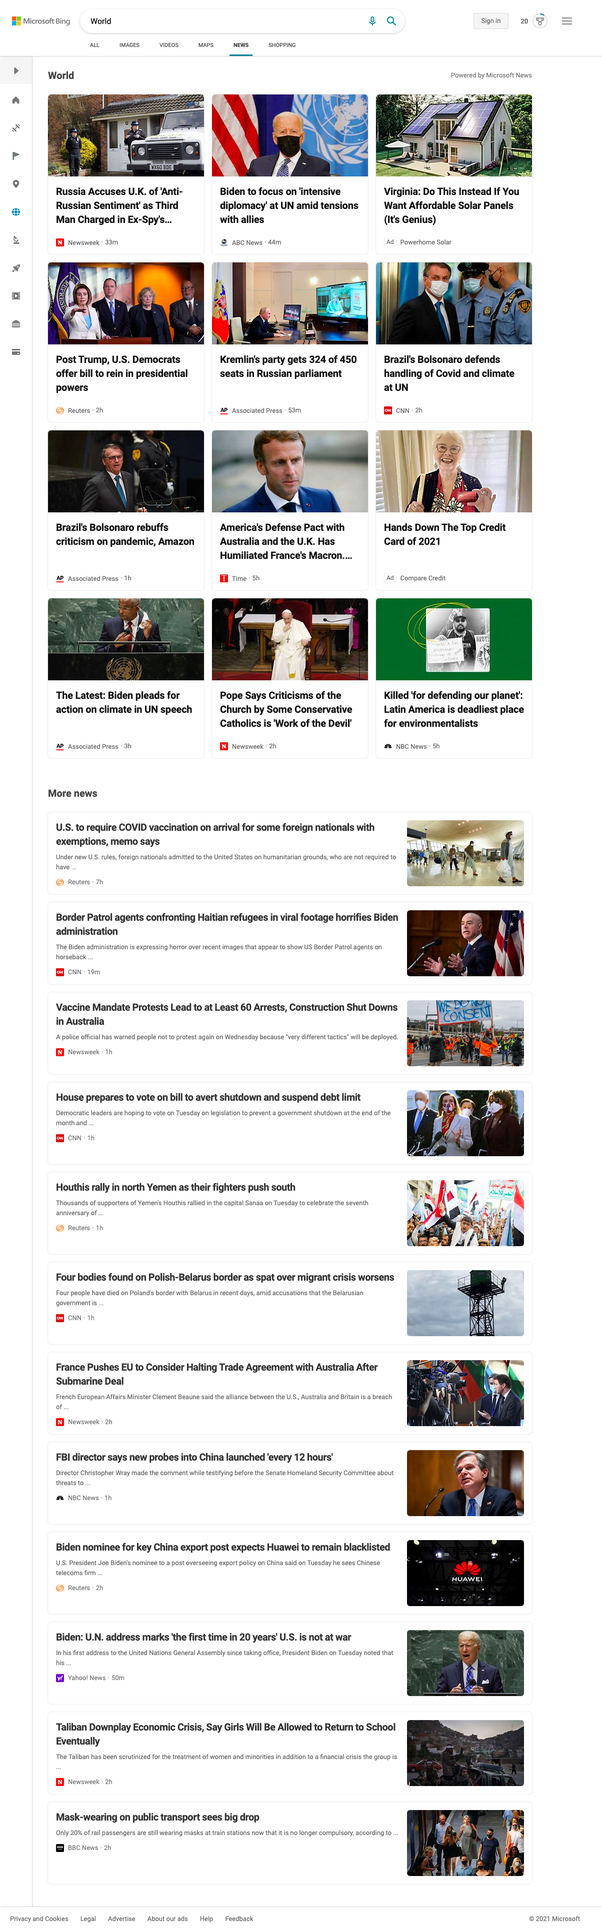 Microsoft Bing
World
Sign in
20
ALL IMAGES VIDEOS MAPS NEWS SHOPPING
World
Powered by Microsoft News
Russia Accuses U.K. of 'Anti-
Russian Sentiment' as Third
Man Charged in Ex-Spy's...
Newsweek · 33m
Biden to focus on 'intensive
diplomacy' at UN amid tensions
with allies
ABC News · 44m
Virginia: Do This Instead If You
Want Affordable Solar Panels
(It's Genius)
Ad Powerhome Solar
Post Trump, U.S. Democrats
offer bill to rein in presidential
powers
Reuters · 2h
Kremlin's party gets 324 of 450
seats in Russian parliament
AP Associated Press · 53m
Brazil's Bolsonaro defends
handling of Covid and climate
at UN
CNN · 2h
Brazil's Bolsonaro rebuffs
criticism on pandemic, Amazon
AP Associated Press · 1h
America's Defense Pact with
Australia and the U.K. Has
Humiliated France's Macron....
Time · 5h
Hands Down The Top Credit
Card of 2021
Ad Compare Credit
The Latest: Biden pleads for
action on climate in UN speech
AP Associated Press · 3h
Pope Says Criticisms of the
Church by Some Conservative
Catholics is 'Work of the Devil'
Newsweek · 2h
Killed 'for defending our planet':
Latin America is deadliest place
for environmentalists
NBC News · 5h
More news
U.S. to require COVID vaccination on arrival for some foreign nationals with
exemptions, memo says
Under new U.S. rules, foreign nationals admitted to the United States on humanitarian grounds, who are not required to
have ...
Reuters · 7h
Border Patrol agents confronting Haitian refugees in viral footage horrifies Biden
administration
The Biden administration is expressing horror over recent images that appear to show US Border Patrol agents on
horseback ...
CNN · 19m
Vaccine Mandate Protests Lead to at Least 60 Arrests, Construction Shut Downs
in Australia
A police official has warned people not to protest again on Wednesday because "very different tactics" will be deployed.
Newsweek · 1h
WE DO NOT
CONSENT
House prepares to vote on bill to avert shutdown and suspend debt limit
Democratic leaders are hoping to vote on Tuesday on legislation to prevent a government shutdown at the end of the
month and ...
CNN · 1h
Houthis rally in north Yemen as their fighters push south
Thousands of supporters of Yemen's Houthis rallied in the capital Sanaa on Tuesday to celebrate the seventh
anniversary of ...
Reuters · 1h
Four bodies found on Polish-Belarus border as spat over migrant crisis worsens
Four people have died on Poland's border with Belarus in recent days, amid accusations that the Belarusian
government is ...
CNN · 1h
France Pushes EU to Consider Halting Trade Agreement with Australia After
Submarine Deal
French European Affairs Minister Clement Beaune said the alliance between the U.S., Australia and Britain is a breach
of ...
Newsweek · 2h
FBI director says new probes into China launched 'every 12 hours'
Director Christopher Wray made the comment while testifying before the Senate Homeland Security Committee about
threats to ...
NBC News · 1h
Biden nominee for key China export post expects Huawei to remain blacklisted
U.S. President Joe Biden's nominee to a post overseeing export policy on China said on Tuesday he sees Chinese
telecoms firm ...
Reuters · 2h
HUAWEI
Biden: U.N. address marks 'the first time in 20 years' U.S. is not at war
In his first address to the United Nations General Assembly since taking office, President Biden on Tuesday noted that
his ...
Yahoo! News · 50m
Taliban Downplay Economic Crisis, Say Girls Will Be Allowed to Return to School
Eventually
The Taliban has been scrutinized for the treatment of women and minorities in addition to a financial crisis the group is
...
Newsweek · 2h
Mask-wearing on public transport sees big drop
Only 20% of rail passengers are still wearing masks at train stations now that it is no longer compulsory, according to ...
BBC News · 2h
Privacy and Cookies Legal Advertise About our ads Help Feedback
© 2021 Microsoft